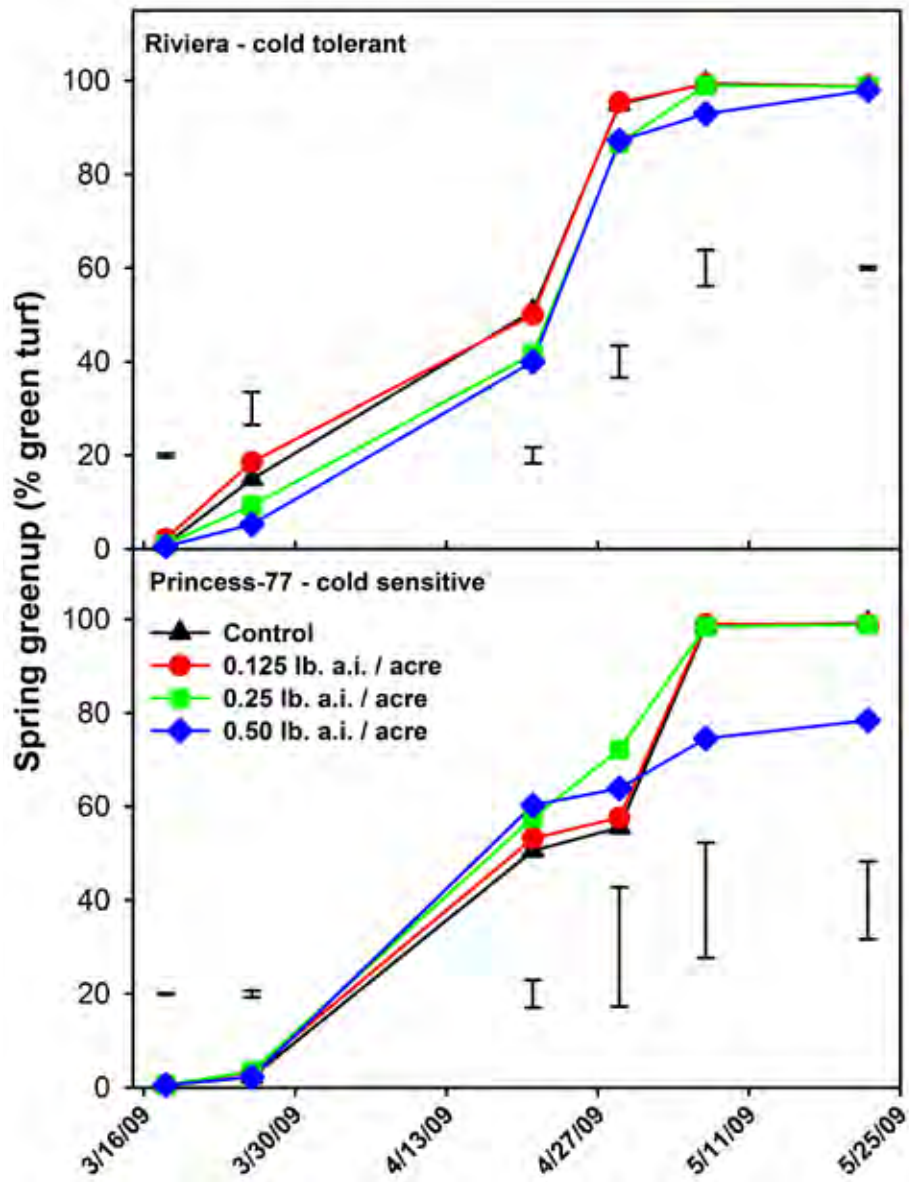 Riviera - cold tolerant
100
80
60
40
20
0
Spring greenup (% green turf)
Princess-77 - cold sensitive
Control
0.125 lb. a.i. / acre
0.25 lb. a.i. / acre
0.50 lb. a.i. / acre
100
80
60
40
20
0
3/16/09
3/30/09
4/13/09
4/27/09
5/11/09
5/25/09